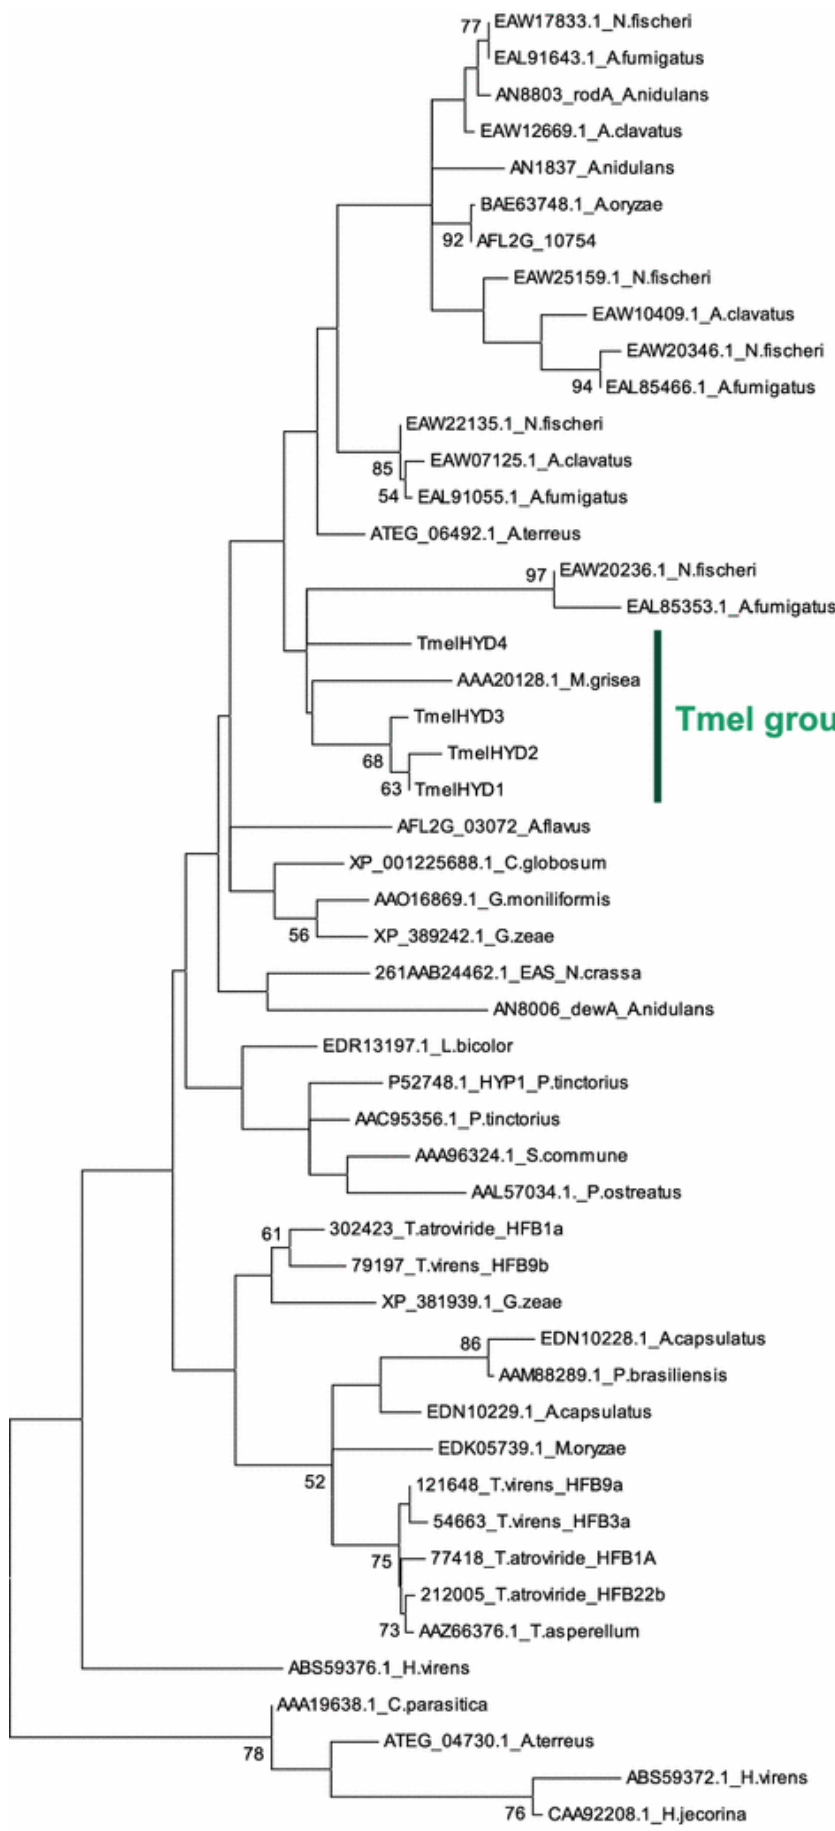 77
EAW17833.1_N.fischeri
EAL91643.1_A.fumigatus
AN8803_rodA_A.nidulans
EAW12669.1_A.clavatus
AN1837_A.nidulans
BAE63748.1_A.oryzae
92
AFL2G_10754
EAW25159.1_N.fischeri
EAW10409.1_A.clavatus
EAW20346.1_N.fischeri
94
EAL85466.1_A.fumigatus
EAW22135.1_N.fischeri
85
EAW07125.1_A.clavatus
54
EAL91055.1_A.fumigatus
ATEG_06492.1_A.terreus
97
EAW20236.1_N.fischeri
EAL85353.1_A.fumigatus
TmelHYD4
AAA20128.1_M.grisea
TmelHYD3
Tmel grou
68
TmelHYD2
63
TmelHYD1
AFL2G_03072_A.flavus
XP_001225688.1_C.globosum
AAO16869.1_G.moniliformis
56
XP_389242.1_G.zeae
261AAB24462.1_EAS_N.crassa
AN8006_dewA_A.nidulans
EDR13197.1_L.bicolor
P52748.1_HYP1_P.tinctorius
AAC95356.1_P.tinctorius
AAA96324.1_S.commune
AAL57034.1._P.ostreatus
61
302423_T.atroviride_HFB1a
79197_T.virens_HFB9b
XP_381939.1_G.zeae
86
EDN10228.1_A.capsulatus
AAM88289.1_P.brasiliensis
EDN10229.1_A.capsulatus
EDK05739.1_M.oryzae
52
121648_T.virens_HFB9a
54663_T.virens_HFB3a
75
77418_T.atroviride_HFB1A
212005_T.atroviride_HFB22b
73
AAZ66376.1_T.asperellum
ABS59376.1_H.virens
AAA19638.1_C.parasitica
78
ATEG_04730.1_A.terreus
ABS59372.1_H.virens
76
CAA92208.1_H.jecorina